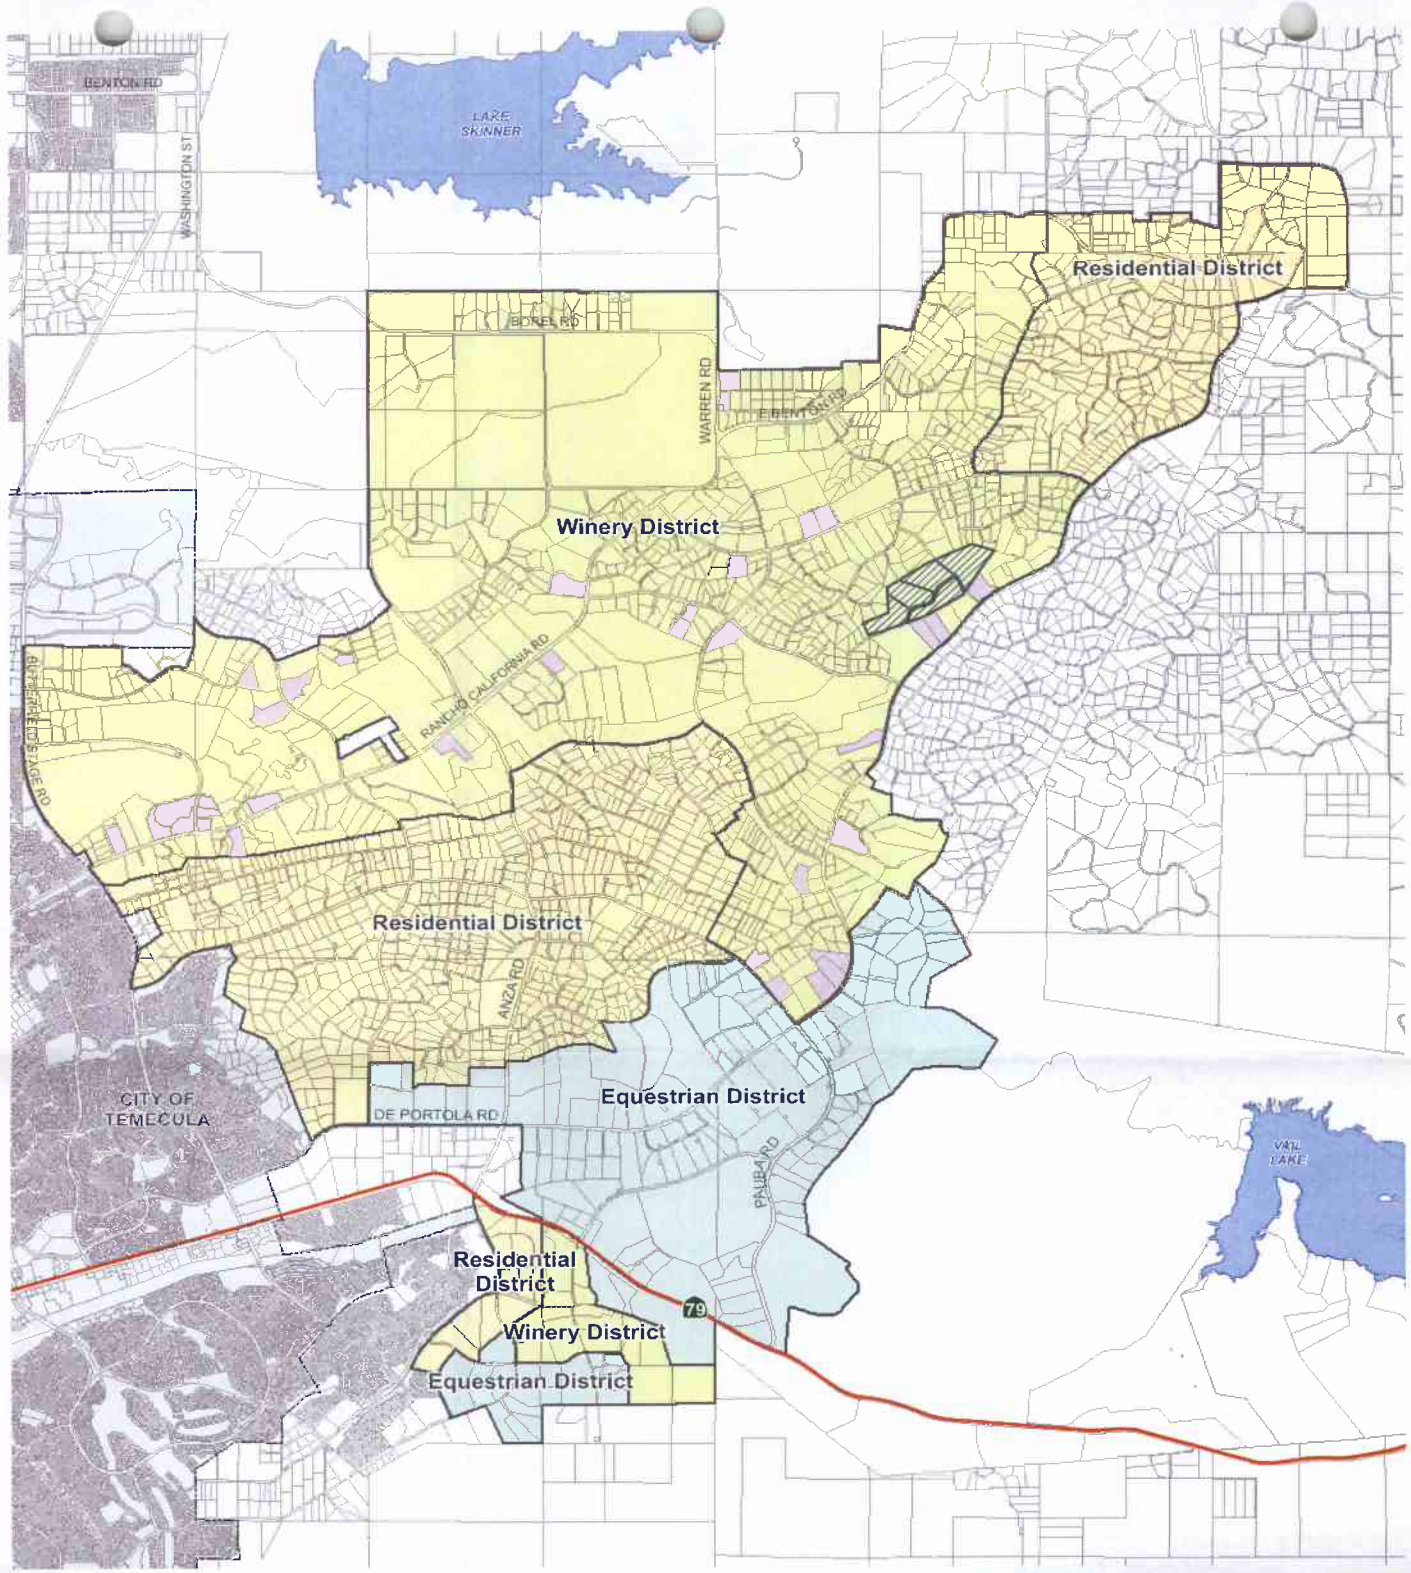 BENTON RD
LAKE
SKINNER
WASHINGTON ST
Residential District
BOREL RD
WARREN RD
E BENTON RD
Winery District
RANCHO CALIFORNIA RD
BUTTERFIELD STAGE RD
Residential District
ANZA RD
Equestrian District
CITY OF
TEMECULA
DE PORTOLA RD
VAIL
LAKE
PAUBA RD
Residential
District
79
Winery District
Equestrian District